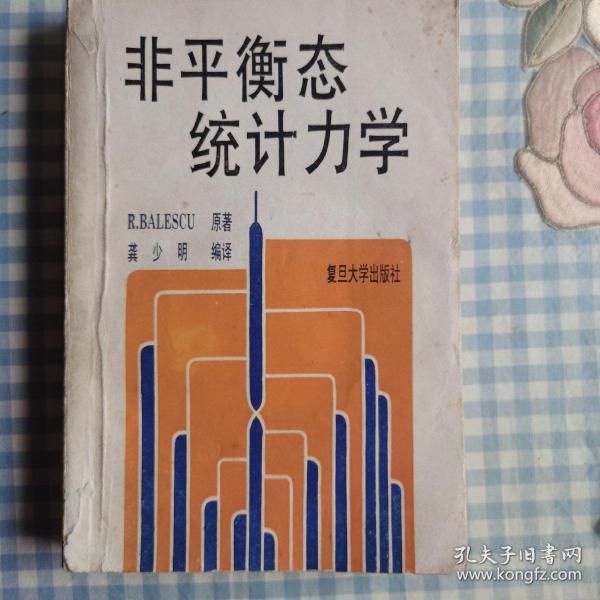 非平衡态
统计力学
R.BALESCU 原著
龚少明 编译
复旦大学出版社
孔夫子旧书网
www.kongfz.com